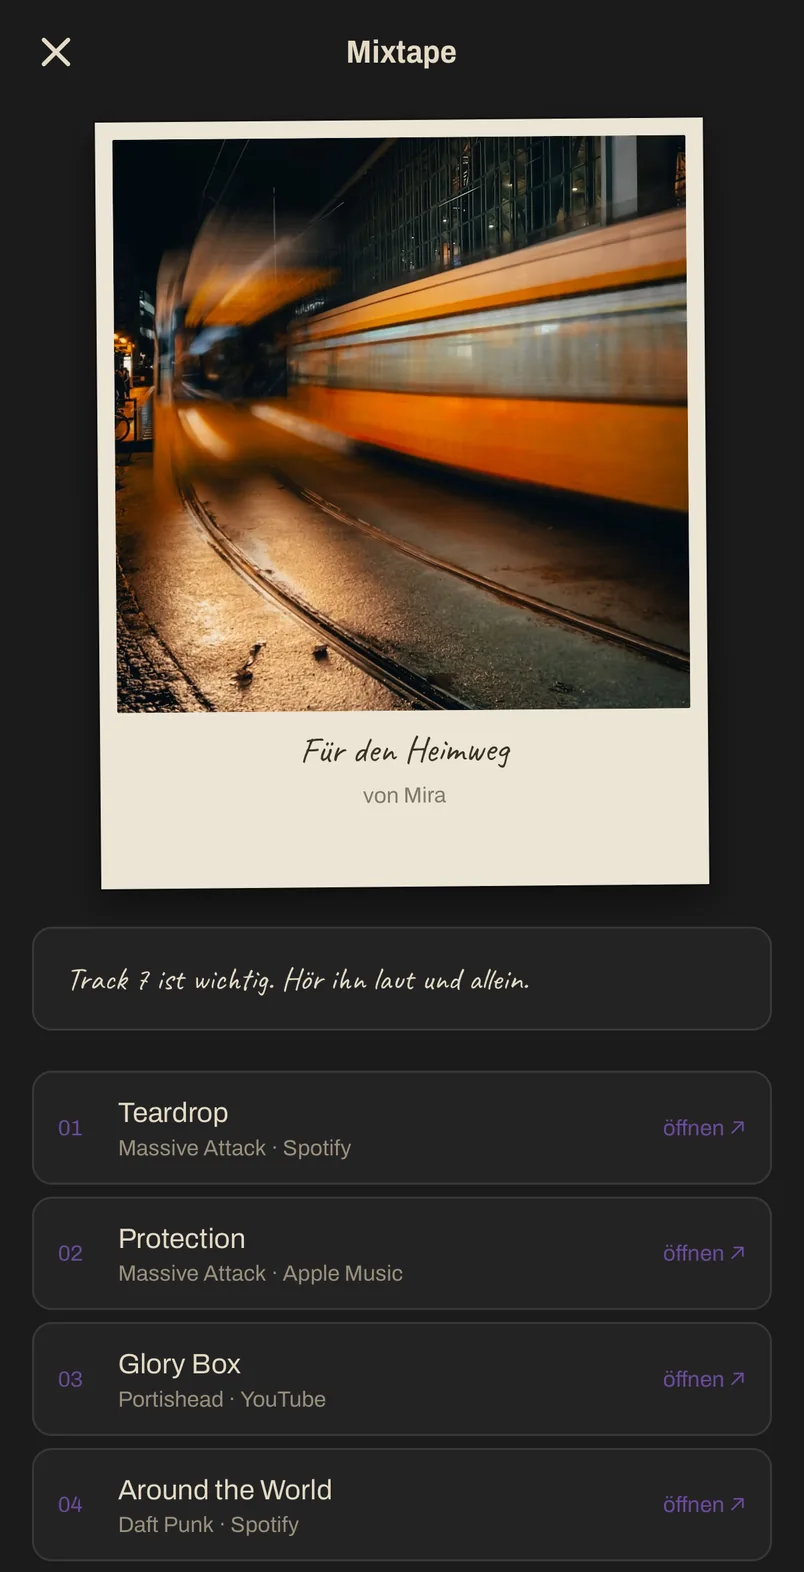 Mixtape
Für den Heimweg
von Mira
Track 7 ist wichtig. Hör ihn laut und allein.
01
Teardrop
Massive Attack · Spotify
öffnen ↗
02
Protection
Massive Attack · Apple Music
öffnen ↗
03
Glory Box
Portishead · YouTube
öffnen ↗
04
Around the World
Daft Punk · Spotify
öffnen ↗